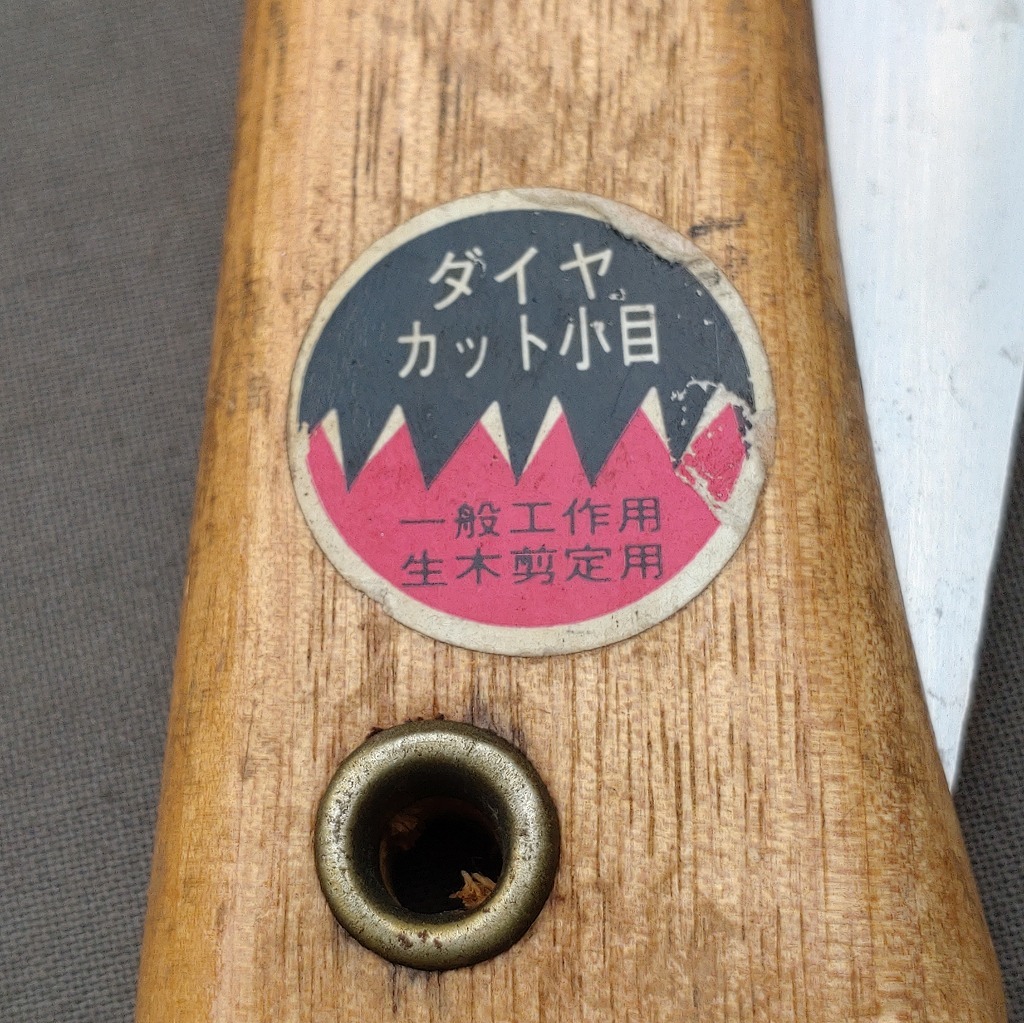 ダイヤ
カット小目
一般工作用
生木剪定用